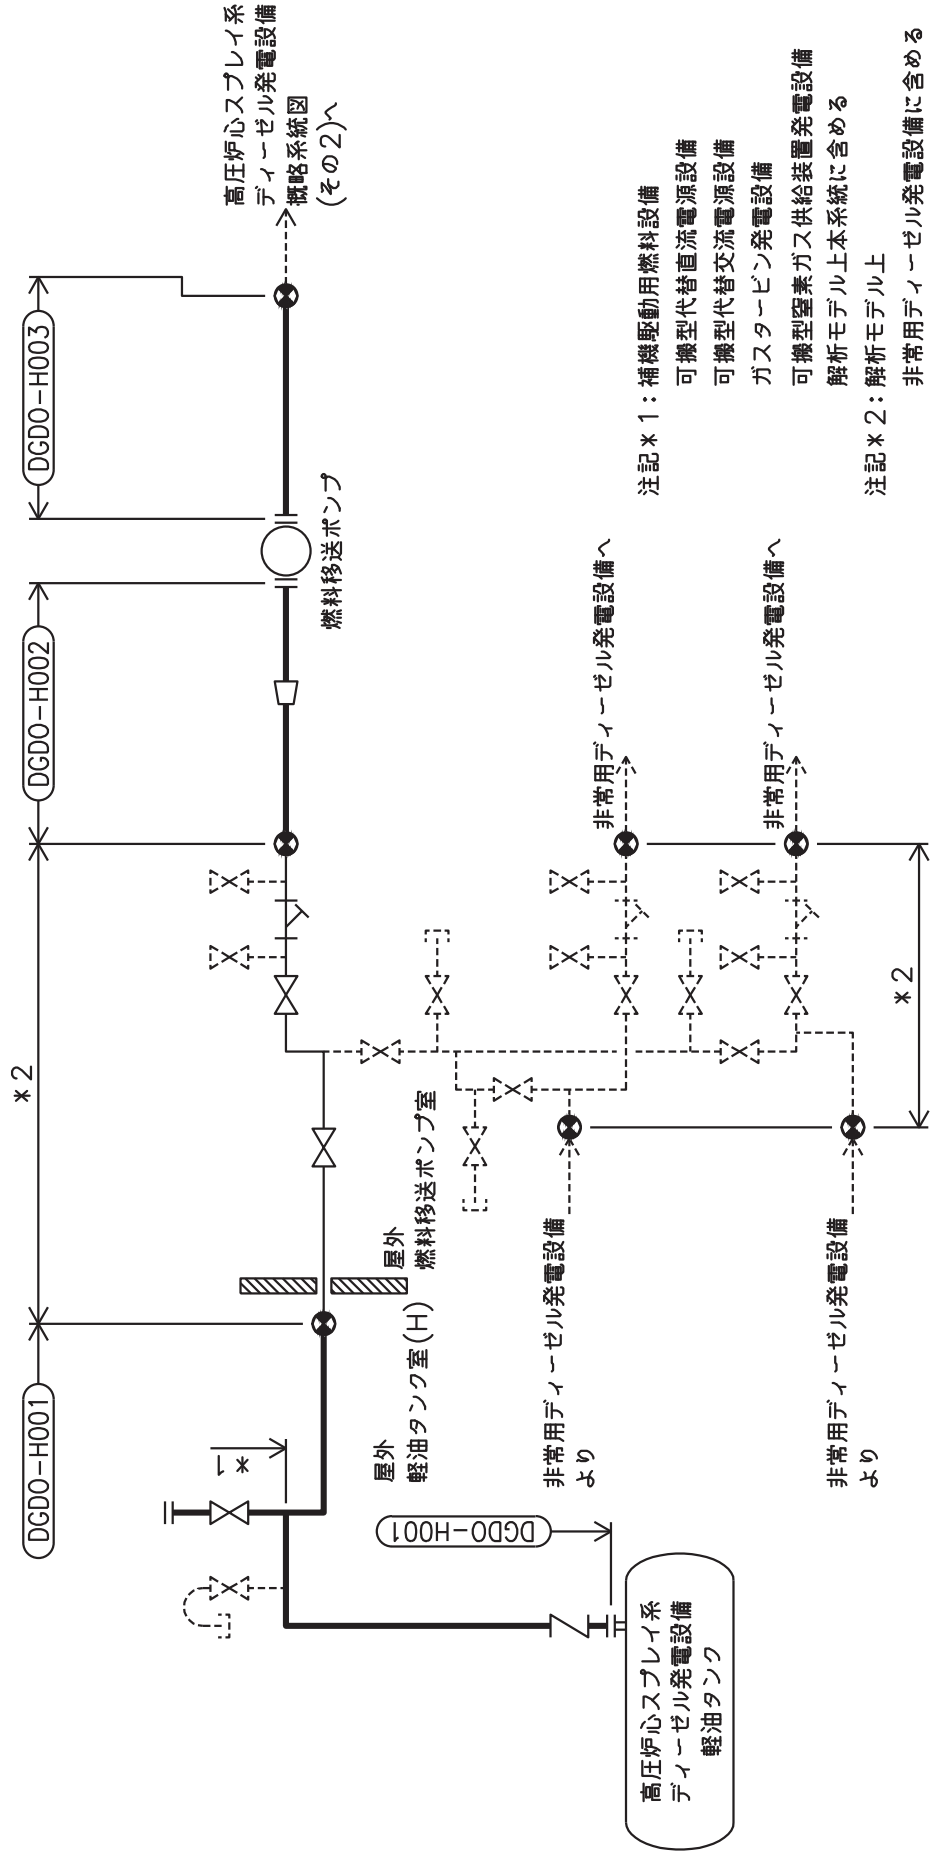 DGDO-H001
*2
DGDO-H002
DGDO-H003
高圧炉心スプレイ系
ディーゼル発電設備
概略系統図
(その2)へ
燃料移送ポンプ
*1
屋外
燃料移送ポンプ室
屋外
軽油タンク室(H)
DGDO-H001
高圧炉心スプレイ系
ディーゼル発電設備
軽油タンク
非常用ディーゼル発電設備
より
非常用ディーゼル発電設備へ
非常用ディーゼル発電設備へ
非常用ディーゼル発電設備
より
*2
注記*1:補機駆動用燃料設備
可搬型代替直流電源設備
可搬型代替交流電源設備
ガスタービン発電設備
可搬型窒素ガス供給装置発電設備
解析モデル上本系統に含める
注記*2:解析モデル上
非常用ディーゼル発電設備に含める